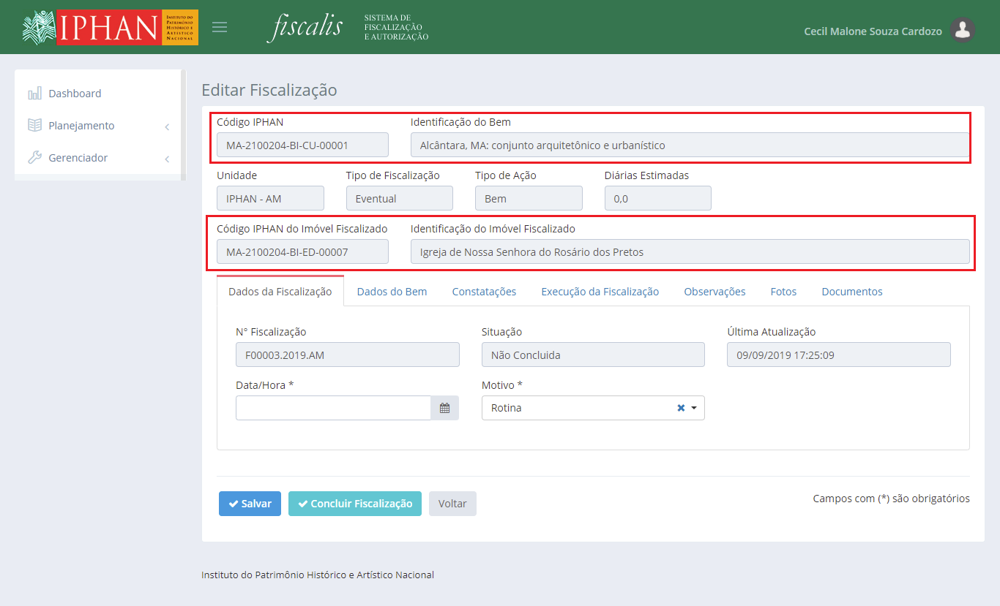 IPHAN
INSTITUTO DO
PATRIMÔNIO
HISTÓRICO E
ARTÍSTICO
NACIONAL
fiscalis
SISTEMA DE
FISCALIZAÇÃO
E AUTORIZAÇÃO
Cecil Malone Souza Cardozo
Dashboard
Planejamento
Gerenciador
Editar Fiscalização
Código IPHAN Identificação do Bem
MA-2100204-BI-CU-00001 Alcântara, MA: conjunto arquitetônico e urbanístico
Unidade Tipo de Fiscalização Tipo de Ação Diárias Estimadas
IPHAN - AM Eventual Bem 0,0
Código IPHAN do Imóvel Fiscalizado Identificação do Imóvel Fiscalizado
MA-2100204-BI-ED-00007 Igreja de Nossa Senhora do Rosário dos Pretos
Dados da Fiscalização Dados do Bem Constatações Execução da Fiscalização Observações Fotos Documentos
N° Fiscalização Situação Última Atualização
F00003.2019.AM Não Concluida 09/09/2019 17:25:09
Data/Hora * Motivo *
Rotina
Salvar Concluir Fiscalização Voltar Campos com (*) são obrigatórios
Instituto do Patrimônio Histórico e Artístico Nacional